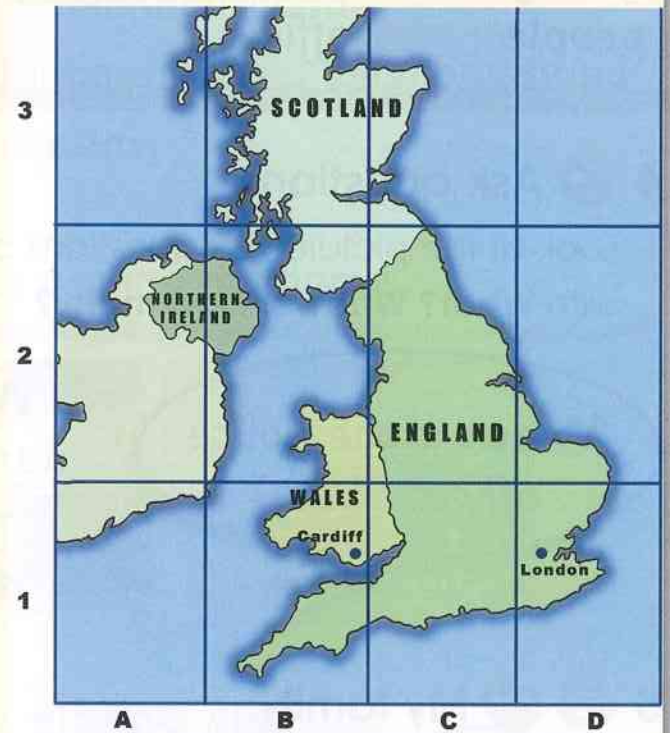 3
SCOTLAND
NORTHERN
IRELAND
2
ENGLAND
WALES
Cardiff
London
1
A B C D